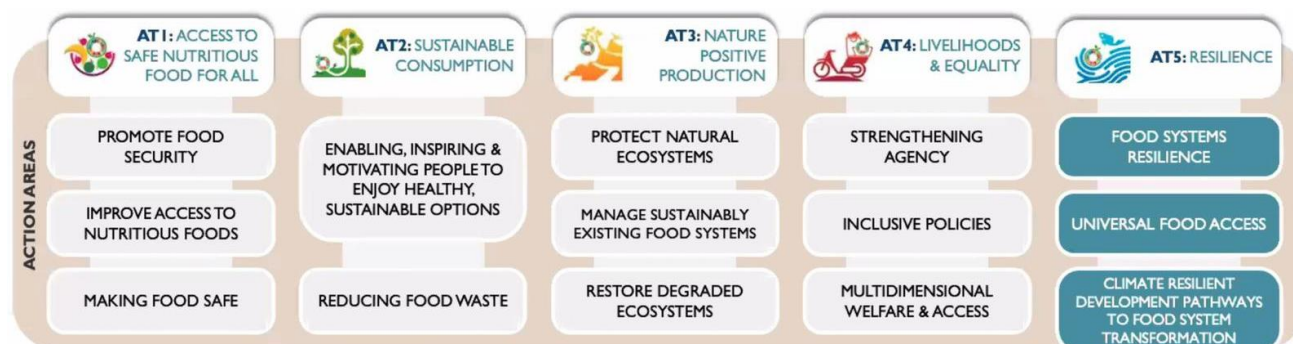 AT1: ACCESS TO
SAFE NUTRITIOUS
FOOD FOR ALL
AT2: SUSTAINABLE
CONSUMPTION
AT3: NATURE
POSITIVE
PRODUCTION
AT4: LIVELIHOODS
& EQUALITY
AT5: RESILIENCE
ACTION AREAS
PROMOTE FOOD
SECURITY
IMPROVE ACCESS TO
NUTRITIOUS FOODS
MAKING FOOD SAFE
ENABLING, INSPIRING &
MOTIVATING PEOPLE TO
ENJOY HEALTHY,
SUSTAINABLE OPTIONS
REDUCING FOOD WASTE
PROTECT NATURAL
ECOSYSTEMS
MANAGE SUSTAINABLY
EXISTING FOOD SYSTEMS
RESTORE DEGRADED
ECOSYSTEMS
STRENGTHENING
AGENCY
INCLUSIVE POLICIES
MULTIDIMENSIONAL
WELFARE & ACCESS
FOOD SYSTEMS
RESILIENCE
UNIVERSAL FOOD ACCESS
CLIMATE RESILIENT
DEVELOPMENT PATHWAYS
TO FOOD SYSTEM
TRANSFORMATION